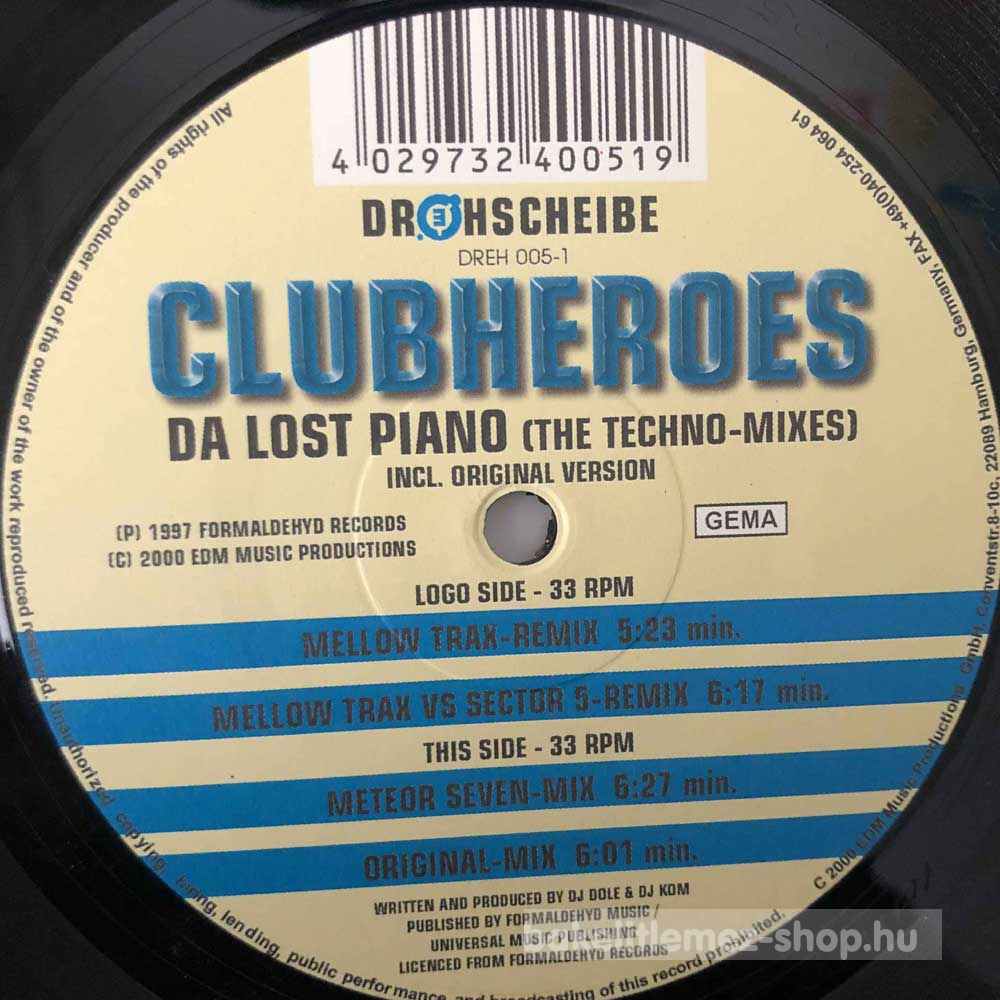 4 029732 400519
DREHSCHEIBE
DREH 005-1
CLUBHEROES
DA LOST PIANO (THE TECHNO-MIXES)
INCL. ORIGINAL VERSION
(P) 1997 FORMALDEHYD RECORDS
(C) 2000 EDM MUSIC PRODUCTIONS
GEMA
LOGO SIDE - 33 RPM
MELLOW TRAX-REMIX 5:23 min.
MELLOW TRAX VS SECTOR 5-REMIX 6:17 min.
THIS SIDE - 33 RPM
METEOR SEVEN-MIX 6:27 min.
ORIGINAL-MIX 6:01 min.
WRITTEN AND PRODUCED BY DJ DOLE & DJ KOM
PUBLISHED BY FORMALDEHYD MUSIC /
UNIVERSAL MUSIC PUBLISHING
LICENCED FROM FORMALDEHYD RECORDS
All rights of the producer and of the owner of the work reproduced reserved. Unauthorized copying, hiring, lending, public performance and broadcasting of this record prohibited.
C 2000 EDM Music Productions GmbH, Conventstr.8-10c, 22089 Hamburg, Germany, FAX +49(0)40-254 064 61
bakelitlemez-shop.hu